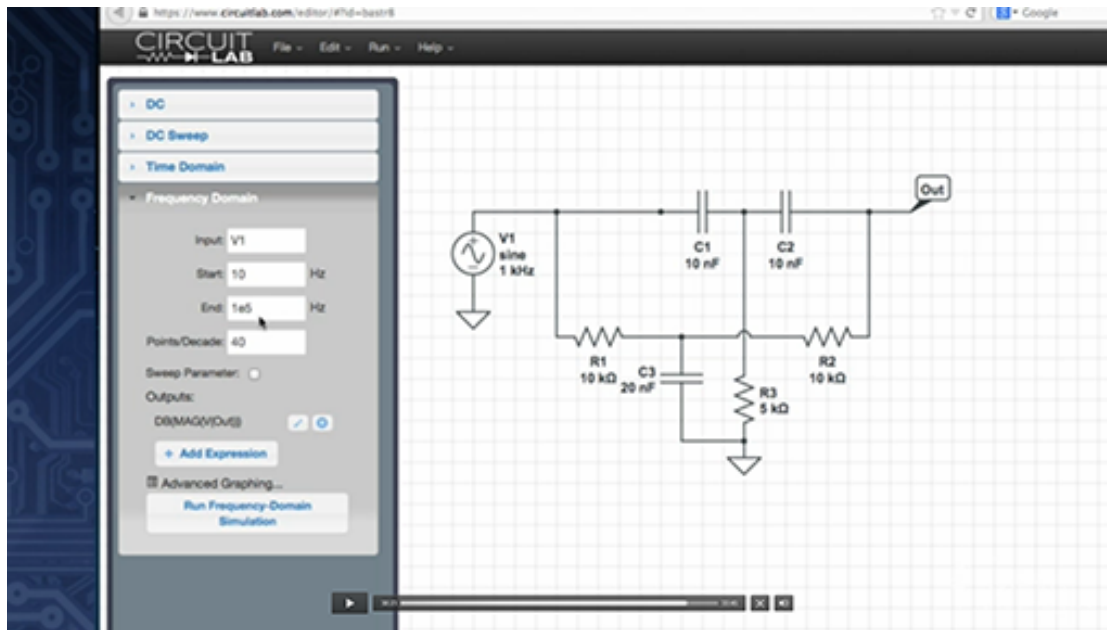 https://www.circuitlab.com/editor/#?id=bastr6
Google
CIRCUIT
LAB
File
Edit
Run
Help
DC
DC Sweep
Time Domain
Frequency Domain
Input: V1
Start: 10 Hz
End: 1e5 Hz
Points/Decade: 40
Sweep Parameter:
Outputs:
DB(MAG(V(Out)))
+ Add Expression
Advanced Graphing...
Run Frequency-Domain
Simulation
V1
sine
1 kHz
C1
10 nF
C2
10 nF
Out
R1
10 kΩ
C3
20 nF
R2
10 kΩ
R3
5 kΩ